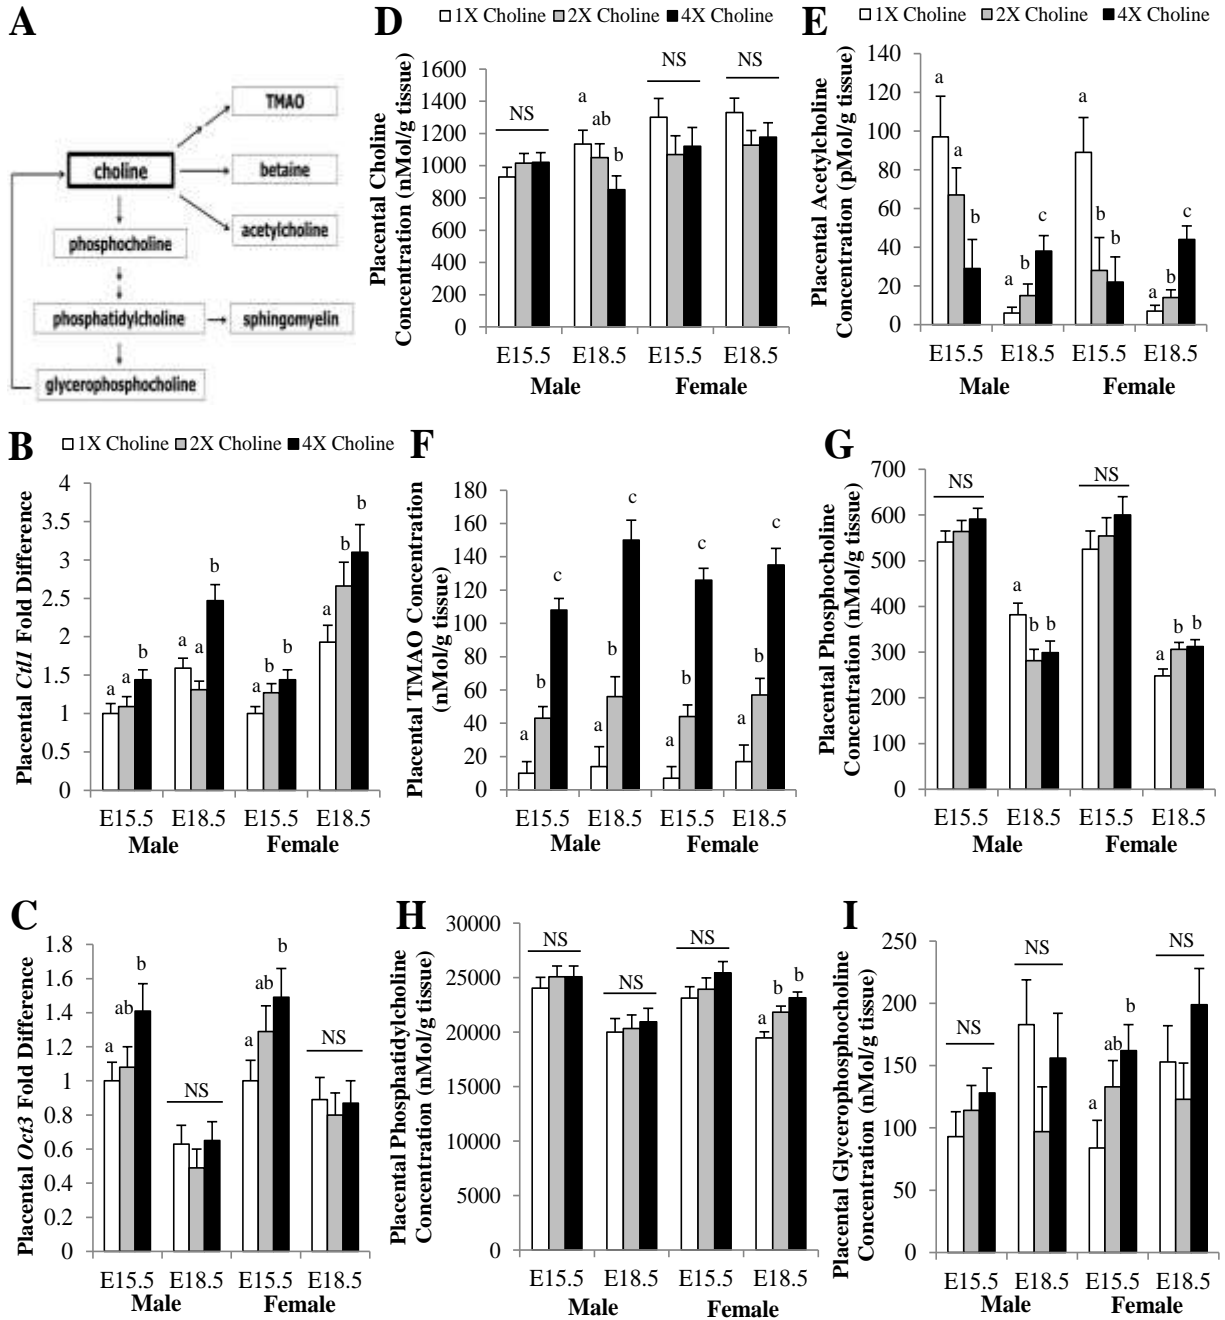 A
TMAO
choline
betaine
acetylcholine
phosphocholine
phosphatidylcholine
sphingomyelin
glycerophosphocholine
D
1X Choline 2X Choline 4X Choline
Placental Choline
Concentration (nMol/g tissue)
1600
1400
1200
1000
800
600
400
200
0
NS
a
ab
b
NS
NS
E15.5 E18.5 E15.5 E18.5
Male Female
E
1X Choline 2X Choline 4X Choline
Placental Acetylcholine
Concentration (pMol/g tissue)
140
120
100
80
60
40
20
0
a
a
b
a
b
c
a
b
b
a
b
c
E15.5 E18.5 E15.5 E18.5
Male Female
B
1X Choline 2X Choline 4X Choline
Placental Ctl1 Fold Difference
4
3.5
3
2.5
2
1.5
1
0.5
0
a
a
b
a
a
b
a
b
b
a
b
b
E15.5 E18.5 E15.5 E18.5
Male Female
F
Placental TMAO Concentration
(nMol/g tissue)
180
160
140
120
100
80
60
40
20
0
a
b
c
a
b
c
a
b
c
a
b
c
E15.5 E18.5 E15.5 E18.5
Male Female
G
Placental Phosphocholine
Concentration (nMol/g tissue)
700
600
500
400
300
200
100
0
NS
a
b
b
NS
a
b
b
E15.5 E18.5 E15.5 E18.5
Male Female
C
Placental Oct3 Fold Difference
1.8
1.6
1.4
1.2
1
0.8
0.6
0.4
0.2
0
a
ab
b
NS
a
ab
b
NS
E15.5 E18.5 E15.5 E18.5
Male Female
H
Placental Phosphatidylcholine
Concentration (nMol/g tissue)
30000
25000
20000
15000
10000
5000
0
NS
NS
NS
a
b
b
E15.5 E18.5 E15.5 E18.5
Male Female
I
Placental Glycerophosphocholine
Concentration (nMol/g tissue)
250
200
150
100
50
0
NS
NS
a
ab
b
NS
E15.5 E18.5 E15.5 E18.5
Male Female